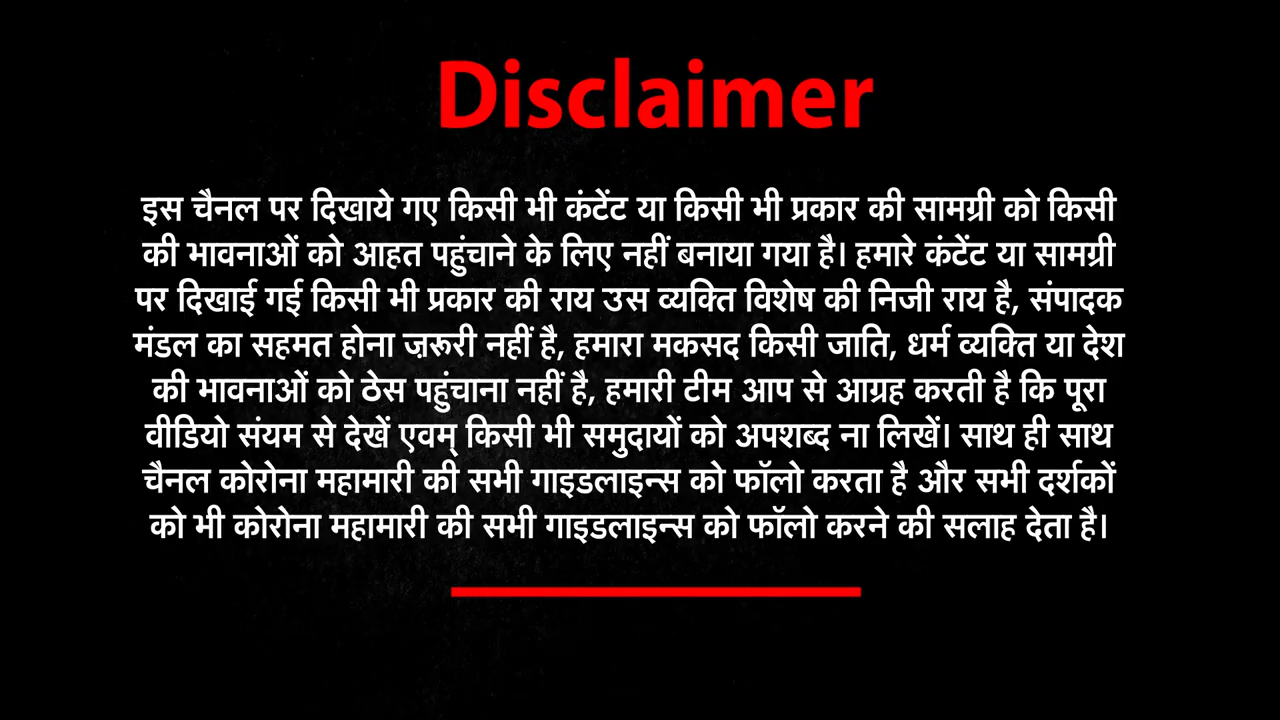 Disclaimer
इस चैनल पर दिखाये गए किसी भी कंटेंट या किसी भी प्रकार की सामग्री को किसी
की भावनाओं को आहत पहुंचाने के लिए नहीं बनाया गया है। हमारे कंटेंट या सामग्री
पर दिखाई गई किसी भी प्रकार की राय उस व्यक्ति विशेष की निजी राय है, संपादक
मंडल का सहमत होना ज़रूरी नहीं है, हमारा मकसद किसी जाति, धर्म व्यक्ति या देश
की भावनाओं को ठेस पहुंचाना नहीं है, हमारी टीम आप से आग्रह करती है कि पूरा
वीडियो संयम से देखें एवम् किसी भी समुदायों को अपशब्द ना लिखें। साथ ही साथ
चैनल कोरोना महामारी की सभी गाइडलाइन्स को फॉलो करता है और सभी दर्शकों
को भी कोरोना महामारी की सभी गाइडलाइन्स को फॉलो करने की सलाह देता है।